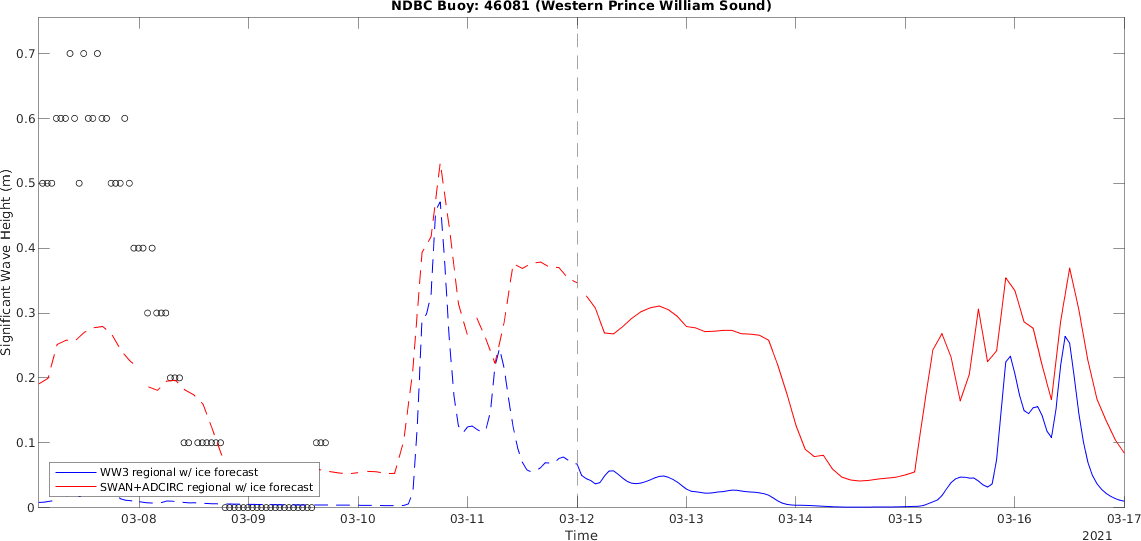 NDBC Buoy: 46081 (Western Prince William Sound)
Significant Wave Height (m)
0.7
0.6
0.5
0.4
0.3
0.2
0.1
0
WW3 regional w/ ice forecast
SWAN+ADCIRC regional w/ ice forecast
03-08 03-09 03-10 03-11 03-12 03-13 03-14 03-15 03-16 03-17
Time
2021